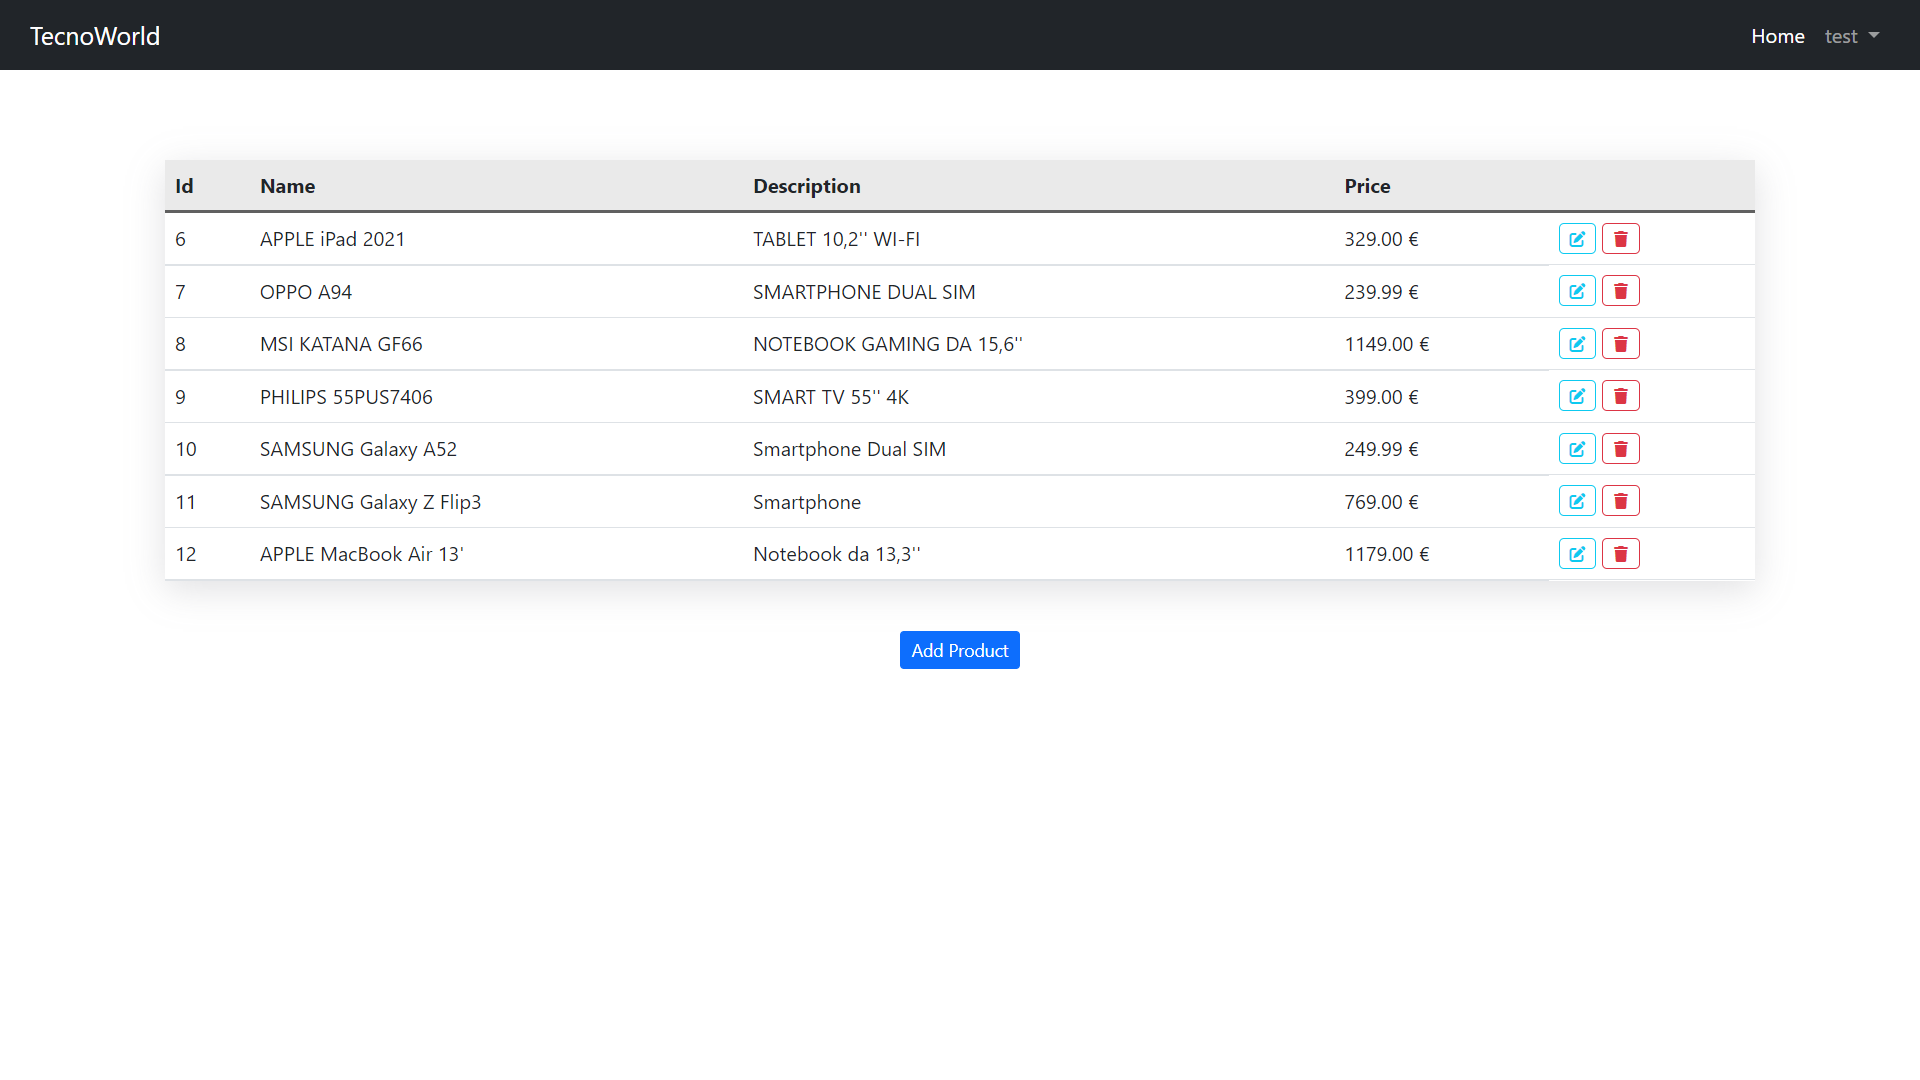 TecnoWorld Home test
Id Name Description Price
6 APPLE iPad 2021 TABLET 10,2'' WI-FI 329.00 €
7 OPPO A94 SMARTPHONE DUAL SIM 239.99 €
8 MSI KATANA GF66 NOTEBOOK GAMING DA 15,6'' 1149.00 €
9 PHILIPS 55PUS7406 SMART TV 55'' 4K 399.00 €
10 SAMSUNG Galaxy A52 Smartphone Dual SIM 249.99 €
11 SAMSUNG Galaxy Z Flip3 Smartphone 769.00 €
12 APPLE MacBook Air 13' Notebook da 13,3'' 1179.00 €
Add Product